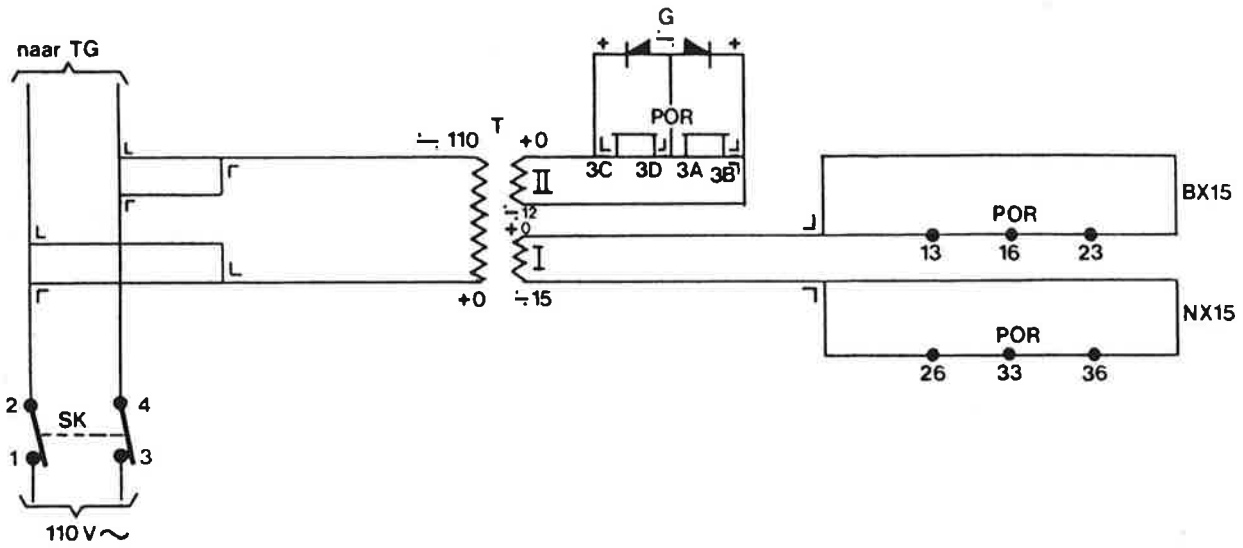 naar TG
G
+ ÷ +
POR
T
÷ 110
+0
3C 3D 3A 3B
II
÷12
+0
I
+0
÷15
POR
13 16 23
BX15
POR
26 33 36
NX15
2
4
SK
1
3
110 V ~